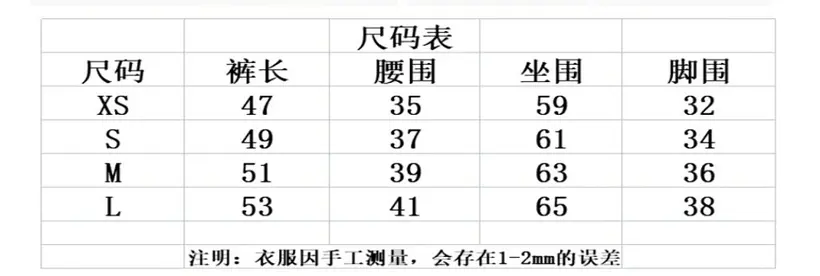 尺码表
尺码 裤长 腰围 坐围 脚围
XS 47 35 59 32
S 49 37 61 34
M 51 39 63 36
L 53 41 65 38
注明：衣服因手工测量，会存在1-2mm的误差